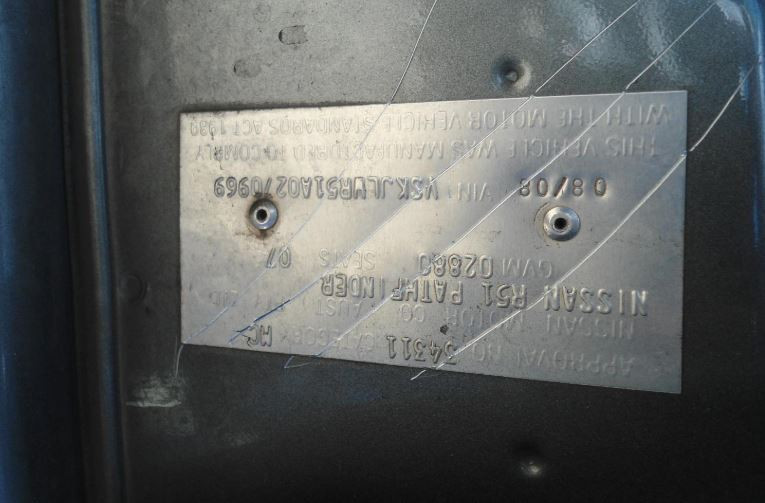 APPROVAL NO. 34311 CATEGORY MC
NISSAN MOTOR CO. AUST. PTY LTD
NISSAN R51 PATHFINDER
GVM 02880 SEATS 07
08/08 VIN VSKJLWR51A0270969
THIS VEHICLE WAS MANUFACTURED TO COMPLY
WITH THE MOTOR VEHICLE STANDARDS ACT 1989